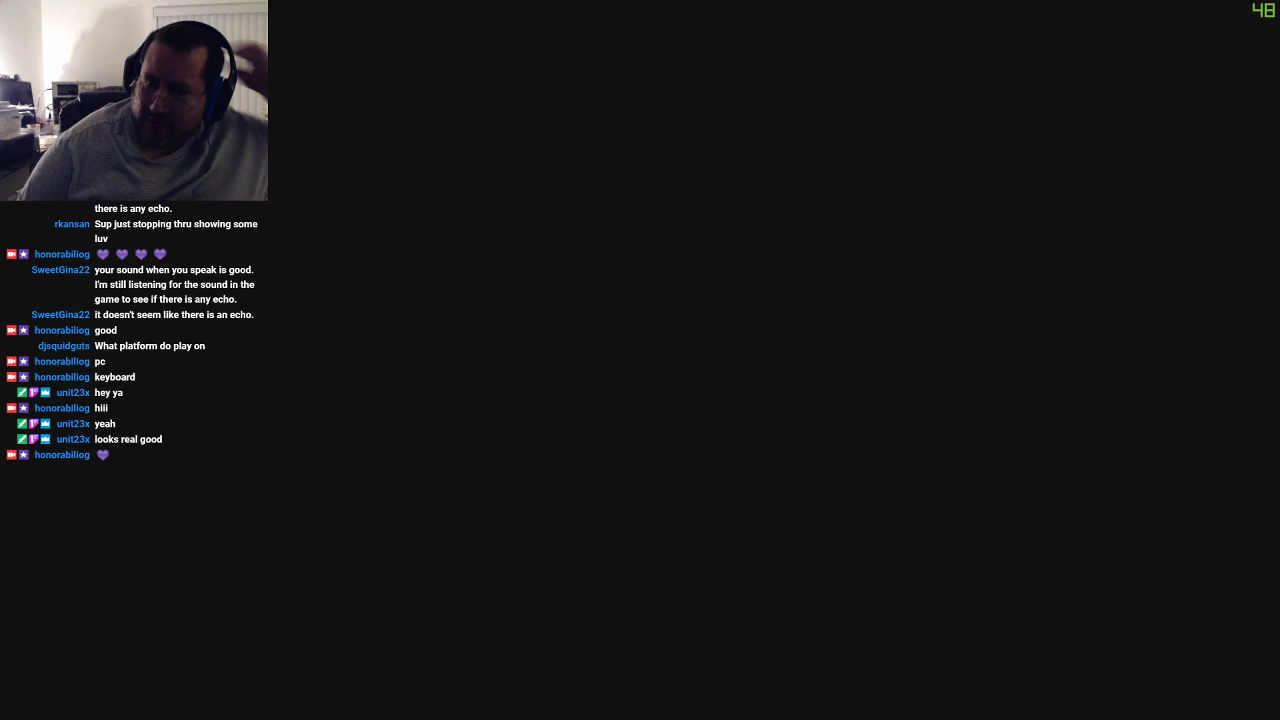 48
there is any echo.
rkansan Sup just stopping thru showing some
luv
honorabiliog 💜 💜 💜 💜
SweetGina22 your sound when you speak is good.
I'm still listening for the sound in the
game to see if there is any echo.
SweetGina22 it doesn't seem like there is an echo.
honorabiliog good
djsquidguts What platform do play on
honorabiliog pc
honorabiliog keyboard
unit23x hey ya
honorabiliog hiii
unit23x yeah
unit23x looks real good
honorabiliog 💜